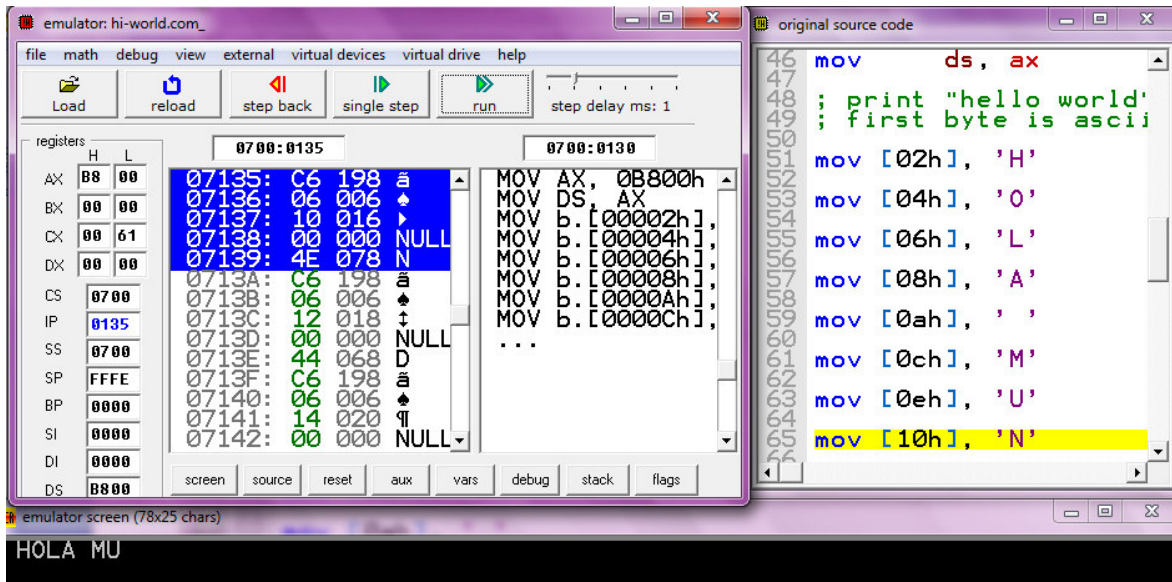 emulator: hi-world.com_
file math debug view external virtual devices virtual drive help
Load reload step back single step run step delay ms: 1
registers
H L
AX B8 00
BX 00 00
CX 00 61
DX 00 00
CS 0700
IP 0135
SS 0700
SP FFFE
BP 0000
SI 0000
DI 0000
DS B800
0700:0135
07135: C6 198 ã
07136: 06 006 ♠
07137: 10 016 ►
07138: 00 000 NULL
07139: 4E 078 N
0713A: C6 198 ã
0713B: 06 006 ♠
0713C: 12 018 ↕
0713D: 00 000 NULL
0713E: 44 068 D
0713F: C6 198 ã
07140: 06 006 ♠
07141: 14 020 ¶
07142: 00 000 NULL
0700:0130
MOV AX, 0B800h
MOV DS, AX
MOV b.[00002h],
MOV b.[00004h],
MOV b.[00006h],
MOV b.[00008h],
MOV b.[0000Ah],
MOV b.[0000Ch],
...
screen source reset aux vars debug stack flags
original source code
46 mov ds, ax
47
48 ; print "hello world"
49 ; first byte is ascii
50
51 mov [02h], 'H'
52
53 mov [04h], 'O'
54
55 mov [06h], 'L'
56
57 mov [08h], 'A'
58
59 mov [0ah], ' '
60
61 mov [0ch], 'M'
62
63 mov [0eh], 'U'
64
65 mov [10h], 'N'
66
emulator screen (78x25 chars)
HOLA MU